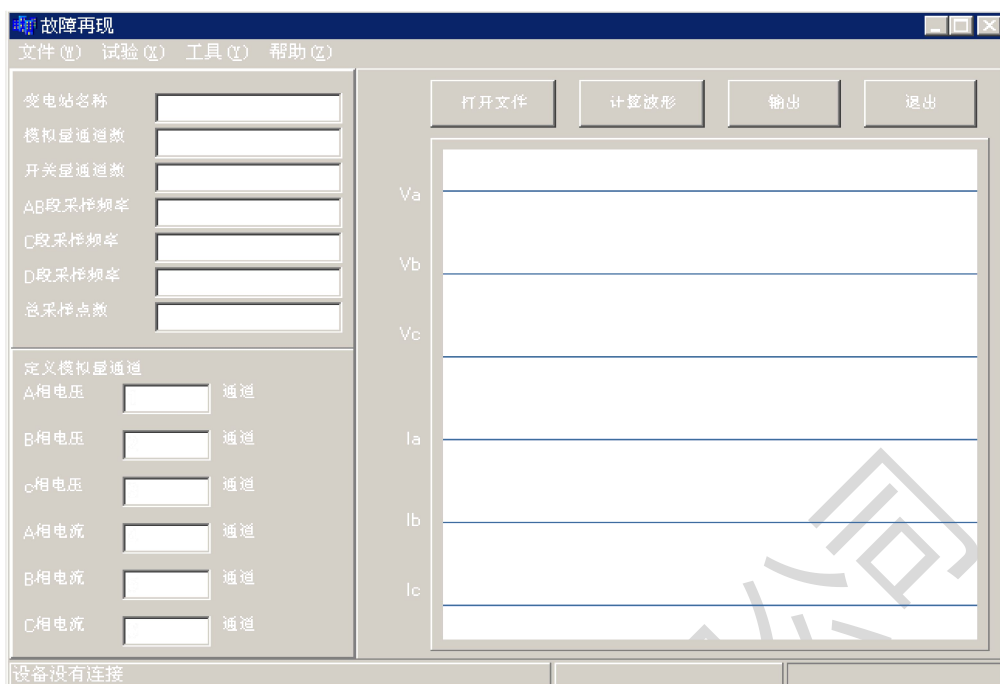 故障再现
文件(W) 试验(X) 工具(Y) 帮助(Z)
变电站名称
模拟量通道数
开关量通道数
AB段采样频率
C段采样频率
D段采样频率
总采样点数
定义模拟量通道
A相电压 通道
B相电压 通道
c相电压 通道
A相电流 通道
B相电流 通道
C相电流 通道
打开文件 计算波形 输出 退出
Va
Vb
Vc
Ia
Ib
Ic
公司
设备没有连接